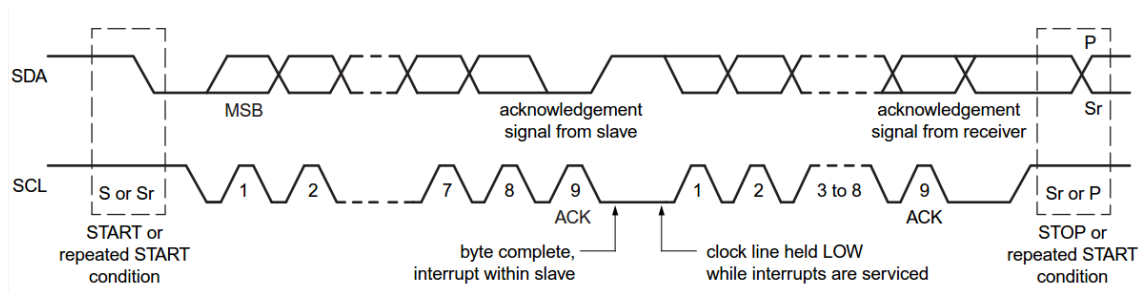 P
SDA
MSB
acknowledgement
signal from slave
acknowledgement
signal from receiver
Sr
SCL
S or Sr
1
2
7
8
9
1
2
3 to 8
9
Sr or P
ACK
ACK
START or
repeated START
condition
byte complete,
interrupt within slave
clock line held LOW
while interrupts are serviced
STOP or
repeated START
condition